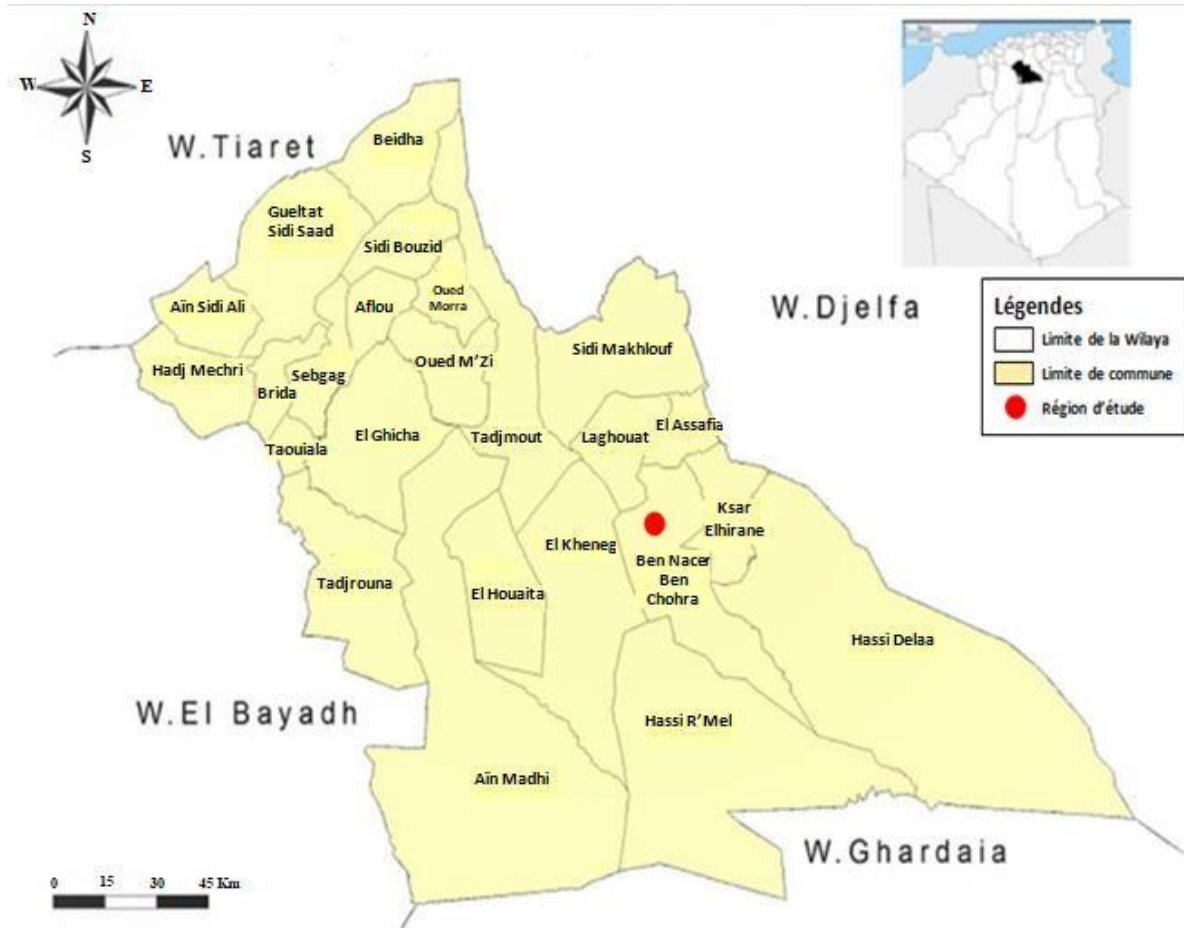 N
W
E
S
W.Tiaret
Beidha
Gueltat
Sidi Saad
Sidi Bouzid
Aïn Sidi Ali
Aflou
Oued
Morra
W.Djelfa
Légendes
Limite de la Wilaya
Limite de commune
Région d'étude
Hadj Mechri
Brida
Sebgag
Oued M'Zi
Sidi Makhlouf
Taouiala
El Ghicha
Tadjmout
Laghouat
El Assafia
Ksar
Elhirane
El Kheneg
Ben Nacer
Ben
Chohra
Tadjrouna
El Houaita
Hassi Delaa
W.El Bayadh
Hassi R'Mel
Aïn Madhi
W.Ghardaia
0 15 30 45 Km